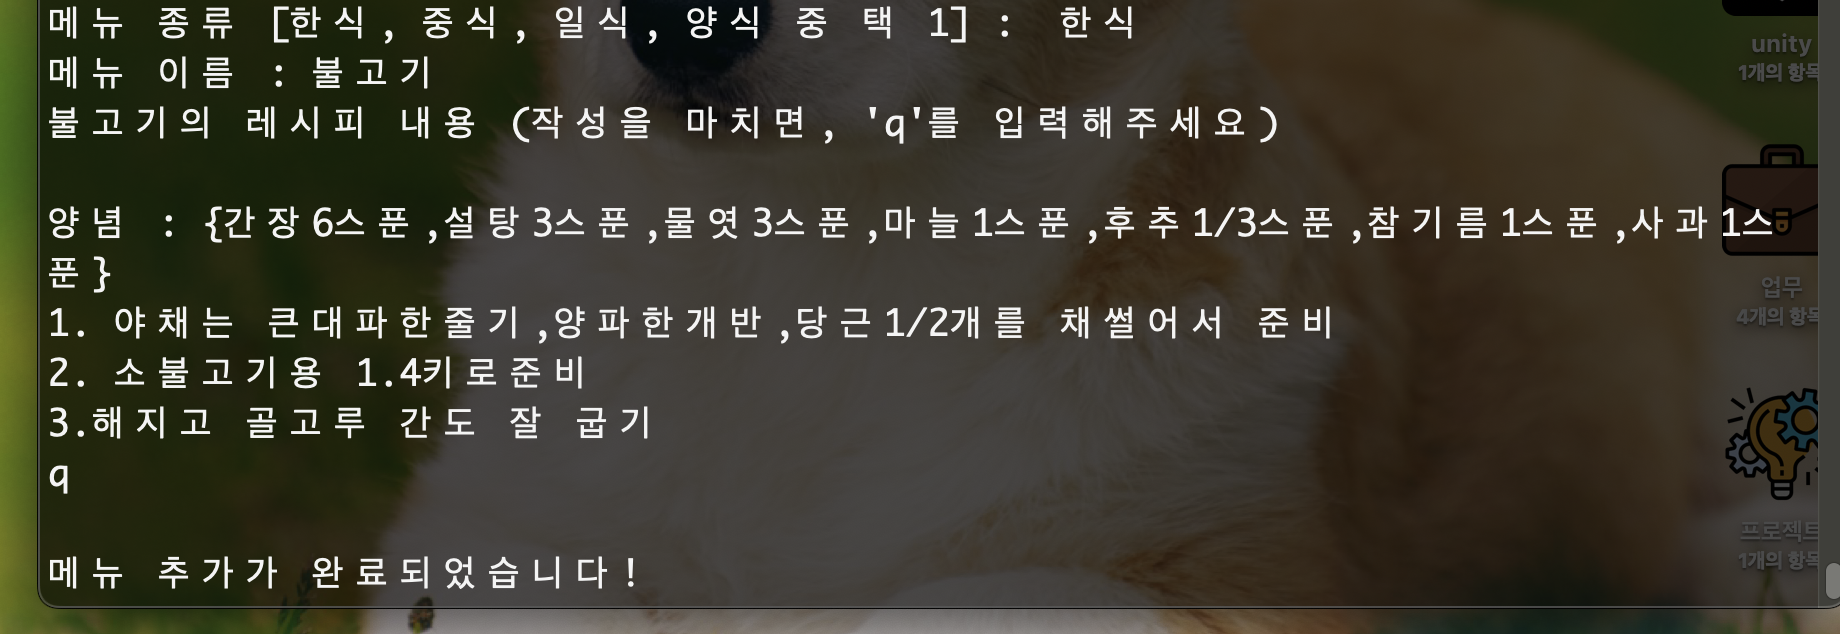 메뉴 종류 [한식, 중식, 일식, 양식 중 택 1] : 한식
메뉴 이름 : 불고기
불고기의 레시피 내용 (작성을 마치면, 'q'를 입력해주세요)
양념 : {간장6스푼,설탕3스푼,물엿3스푼,마늘1스푼,후추1/3스푼,참기름1스푼,사과1스
푼}
1. 야채는 큰대파한줄기,양파한개반,당근1/2개를 채썰어서 준비
2. 소불고기용 1.4키로준비
3.해지고 골고루 간도 잘 굽기
q
메뉴 추가가 완료되었습니다!
unity
1개의 항목
업무
4개의 항목
프로젝트
1개의 항목